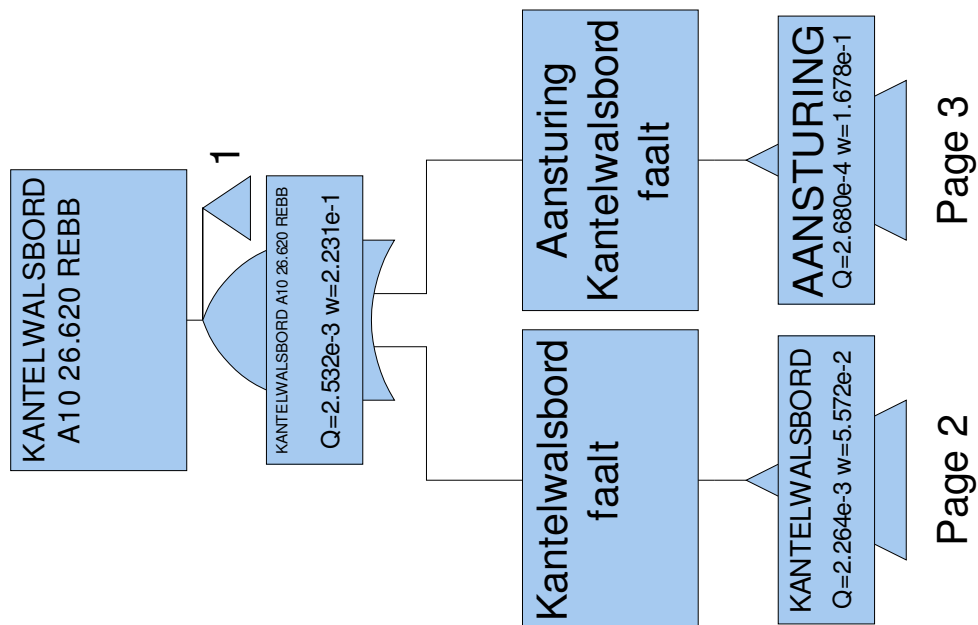 KANTELWALSBORD
A10 26.620 REBB
1
KANTELWALSBORD A10 26.620 REBB
Q=2.532e-3 w=2.231e-1
Kantelwalsbord
faalt
Aansturing
Kantelwalsbord
faalt
KANTELWALSBORD
Q=2.264e-3 w=5.572e-2
AANSTURING
Q=2.680e-4 w=1.678e-1
Page 2
Page 3